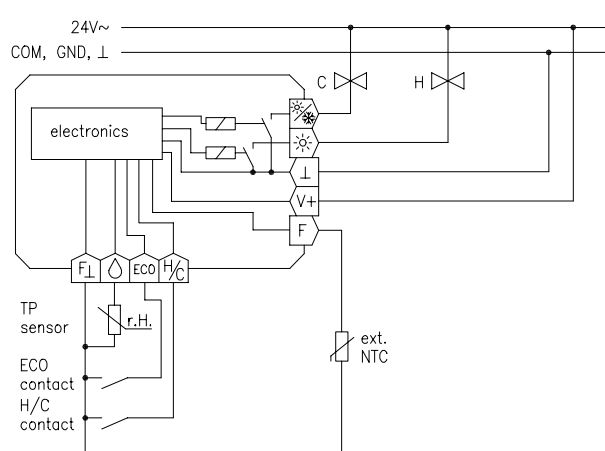 24V~
COM, GND, ⊥
C
H
electronics
⊥
V+
F
F⊥
ECO
H/C
TP
sensor
r.H.
ext.
NTC
ECO
contact
H/C
contact